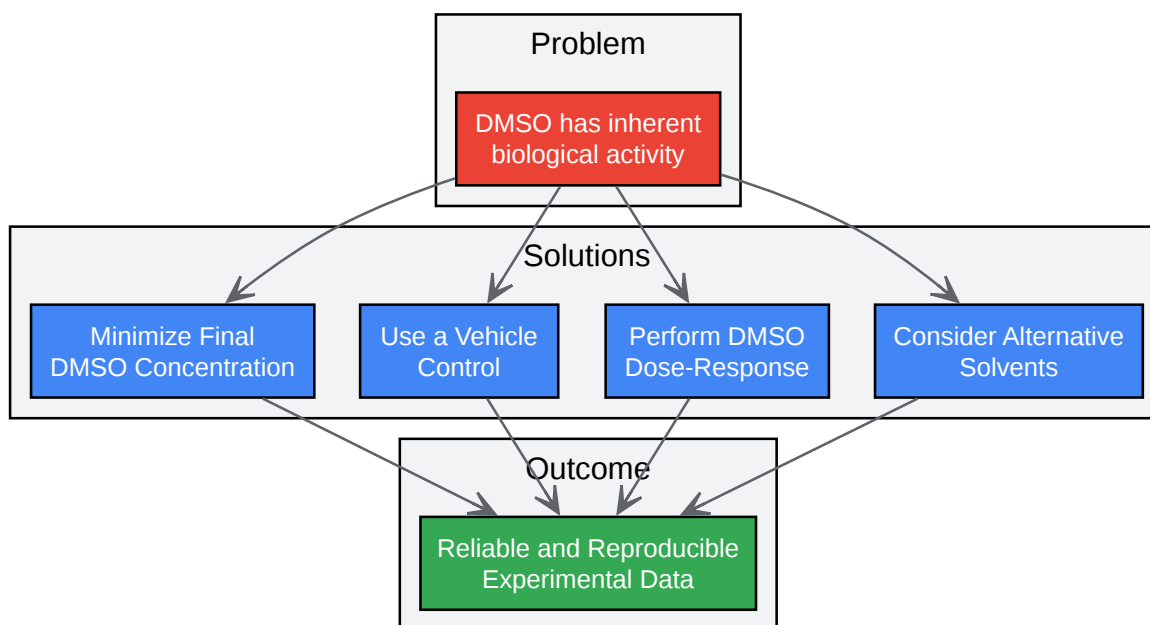 Problem
DMSO has inherent
biological activity
Solutions
Minimize Final
DMSO Concentration
Use a Vehicle
Control
Perform DMSO
Dose-Response
Consider Alternative
Solvents
Outcome
Reliable and Reproducible
Experimental Data